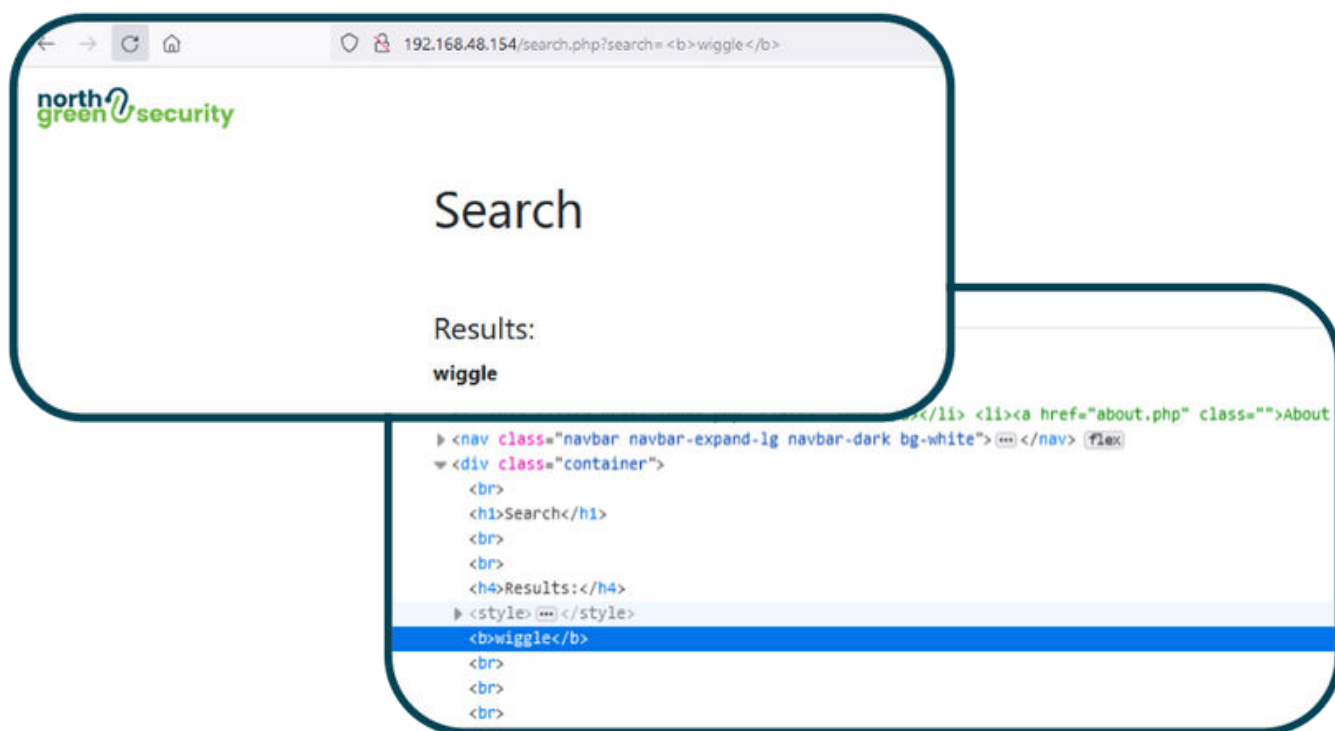 192.168.48.154/search.php?search= <b>wiggle</b>
north
green security
Search
Results:
wiggle
</li> <li><a href="about.php" class="">About
<nav class="navbar navbar-expand-lg navbar-dark bg-white"> ... </nav> flex
<div class="container">
<br>
<h1>Search</h1>
<br>
<br>
<h4>Results:</h4>
<style> ... </style>
<b>wiggle</b>
<br>
<br>
<br>